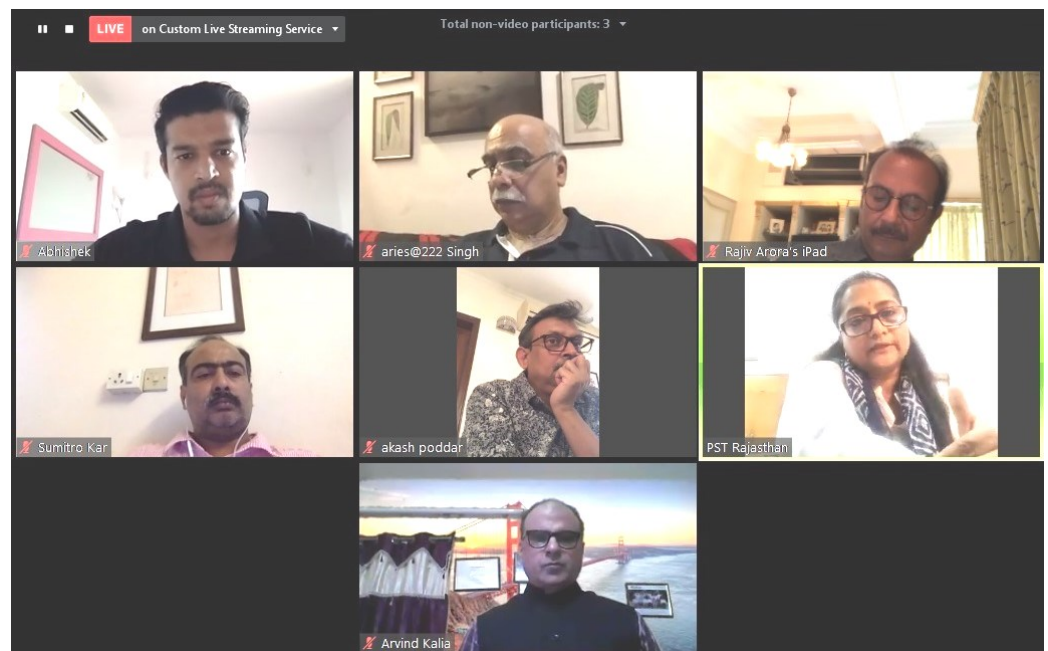 LIVE on Custom Live Streaming Service
Total non-video participants: 3
Abhishek
aries@222 Singh
Rajiv Arora's iPad
Sumitro Kar
akash poddar
PST Rajasthan
Arvind Kalia